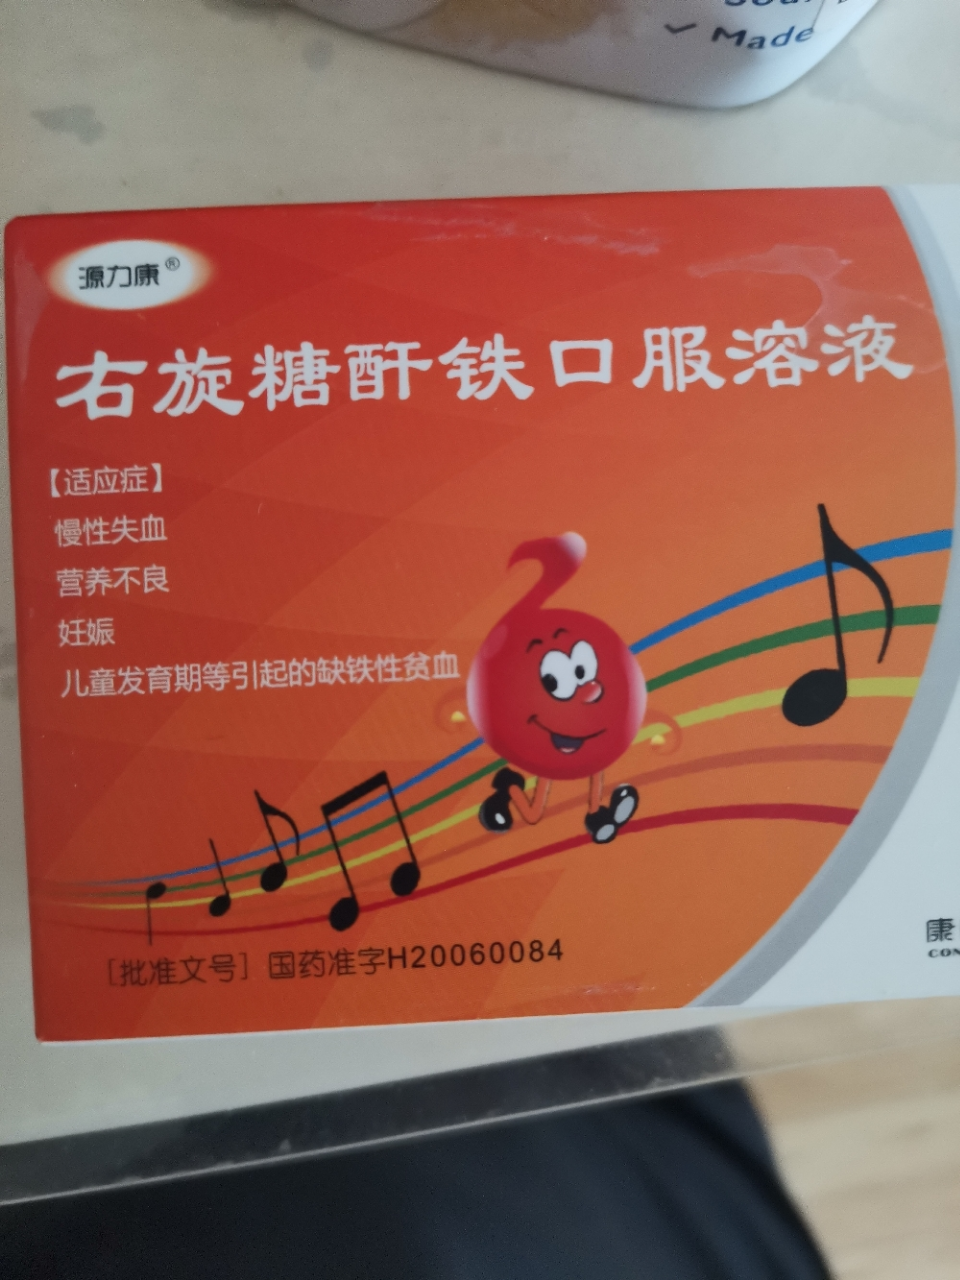 Made
源力康®
右旋糖酐铁口服溶液
【适应症】
慢性失血
营养不良
妊娠
儿童发育期等引起的缺铁性贫血
[批准文号] 国药准字H20060084
康
CON